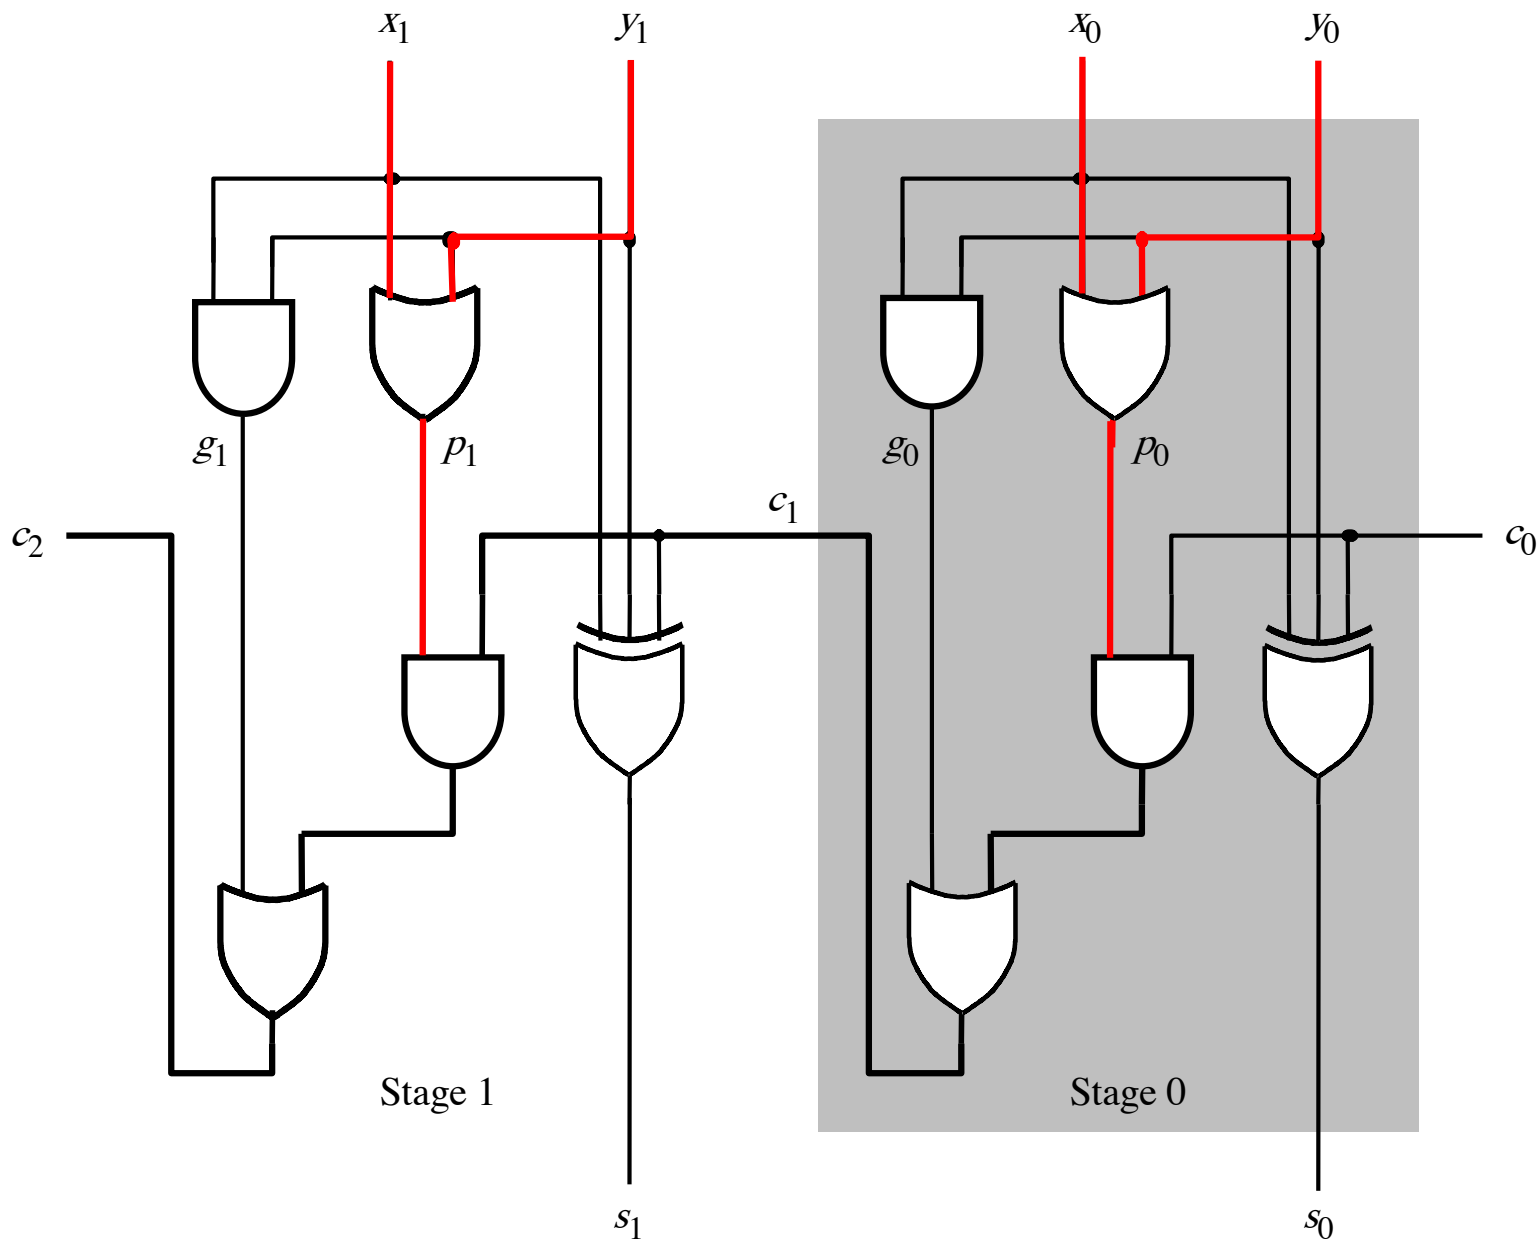 x₁ y₁ x₀ y₀
g₁ p₁ g₀ p₀
c₂ c₁ c₀
Stage 1 Stage 0
s₁ s₀